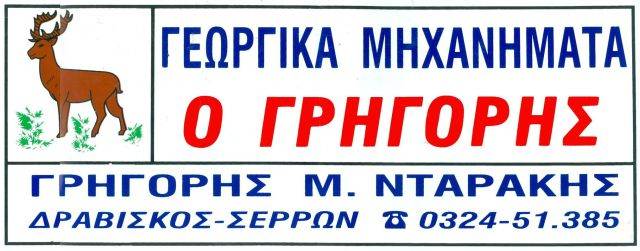 ΓΕΩΡΓΙΚΑ ΜΗΧΑΝΗΜΑΤΑ
Ο ΓΡΗΓΟΡΗΣ
ΓΡΗΓΟΡΗΣ Μ. ΝΤΑΡΑΚΗΣ
ΔΡΑΒΙΣΚΟΣ-ΣΕΡΡΩΝ ☎ 0324-51.385